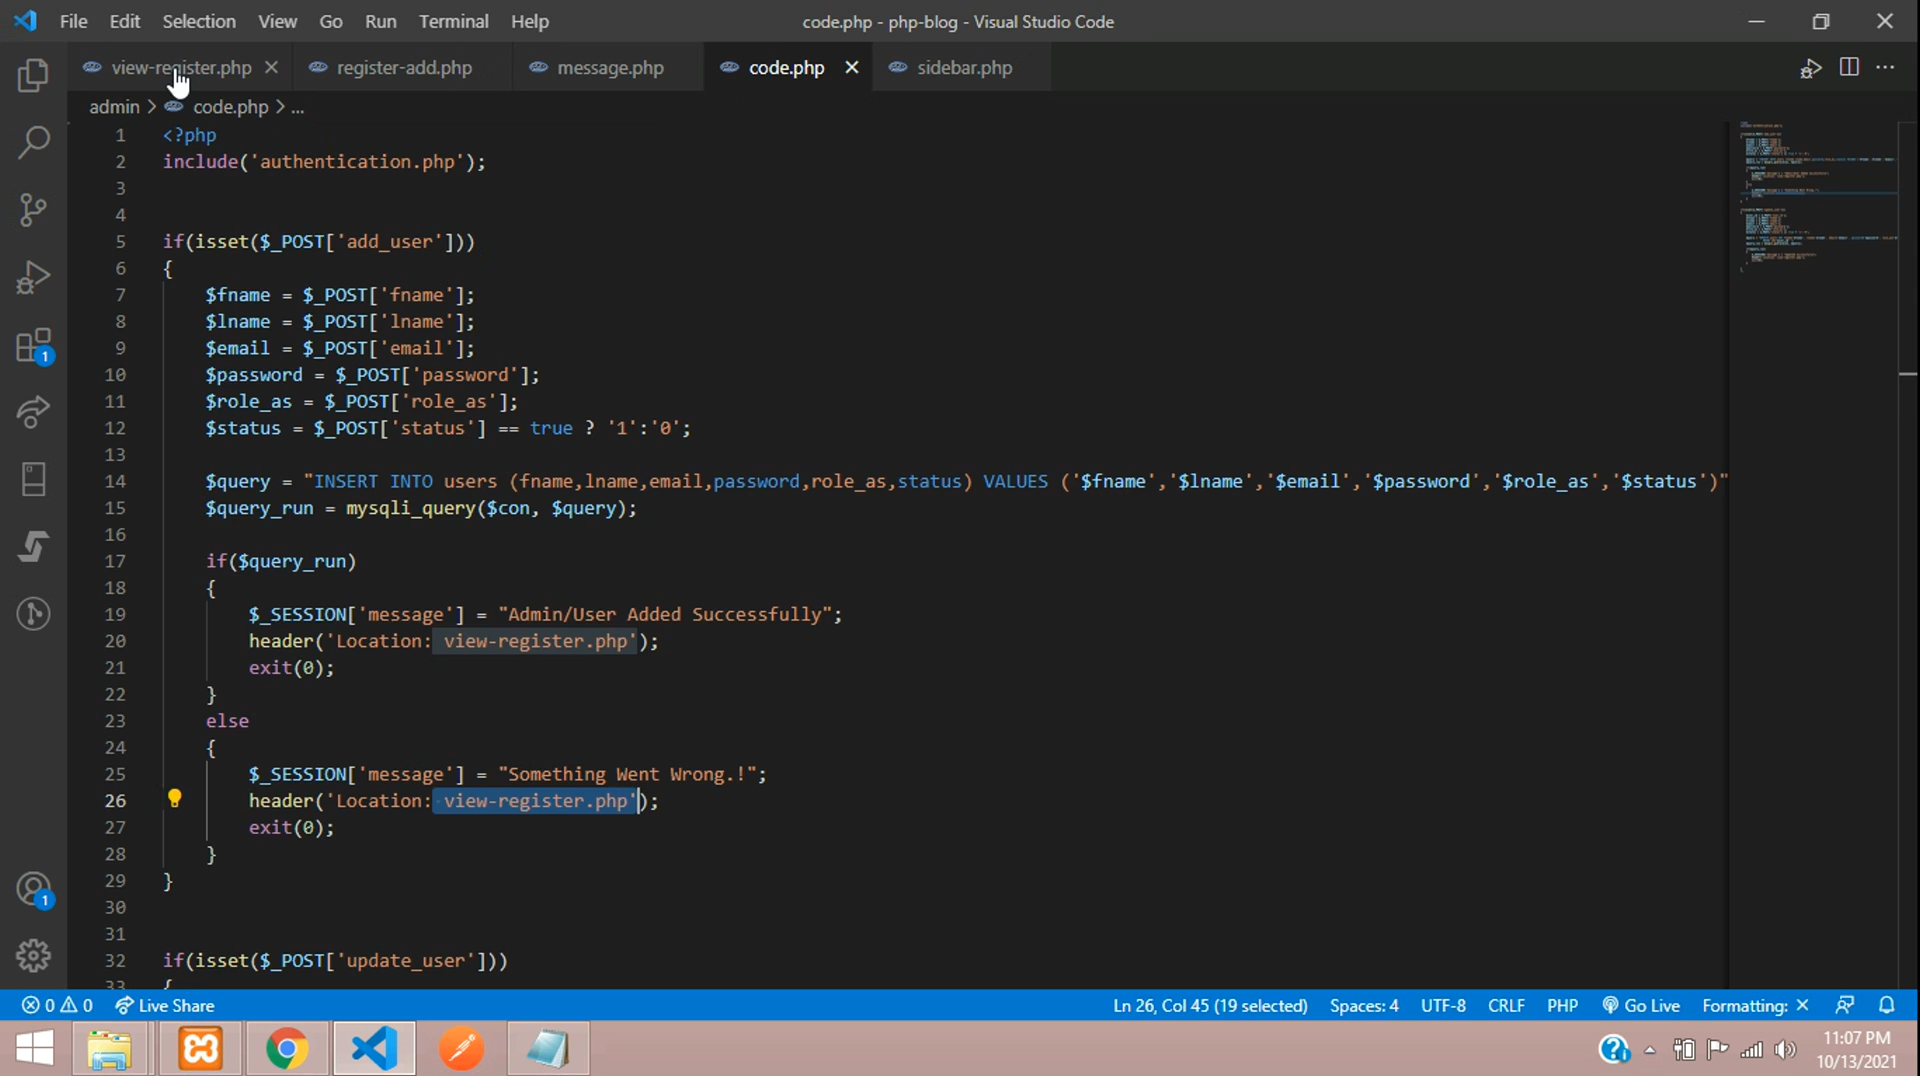 File Edit Selection View Go Run Terminal Help
code.php - php-blog - Visual Studio Code
view-register.php register-add.php message.php code.php sidebar.php
admin > code.php > ...
1 <?php
2 include('authentication.php');
3
4
5 if(isset($_POST['add_user']))
6 {
7 $fname = $_POST['fname'];
8 $lname = $_POST['lname'];
9 $email = $_POST['email'];
10 $password = $_POST['password'];
11 $role_as = $_POST['role_as'];
12 $status = $_POST['status'] == true ? '1':'0';
13
14 $query = "INSERT INTO users (fname,lname,email,password,role_as,status) VALUES ('$fname','$lname','$email','$password','$role_as','$status')"
15 $query_run = mysqli_query($con, $query);
16
17 if($query_run)
18 {
19 $_SESSION['message'] = "Admin/User Added Successfully";
20 header('Location: view-register.php');
21 exit(0);
22 }
23 else
24 {
25 $_SESSION['message'] = "Something Went Wrong.!";
26 header('Location: view-register.php');
27 exit(0);
28 }
29 }
30
31
32 if(isset($_POST['update_user']))
33 {
1
1
0 0 Live Share
Ln 26, Col 45 (19 selected) Spaces: 4 UTF-8 CRLF PHP Go Live Formatting: ×
11:07 PM
10/13/2021